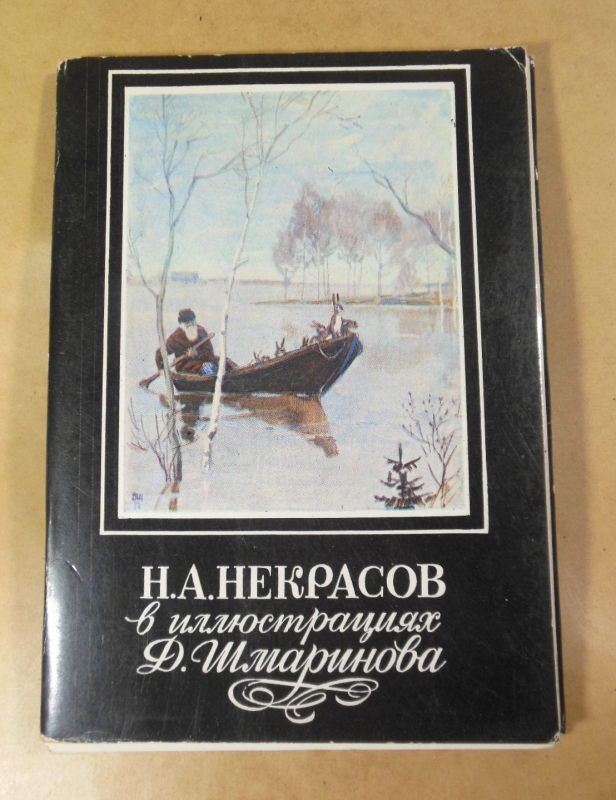 Н.А.НЕКРАСОВ
в иллюстрациях
Д. Шмаринова